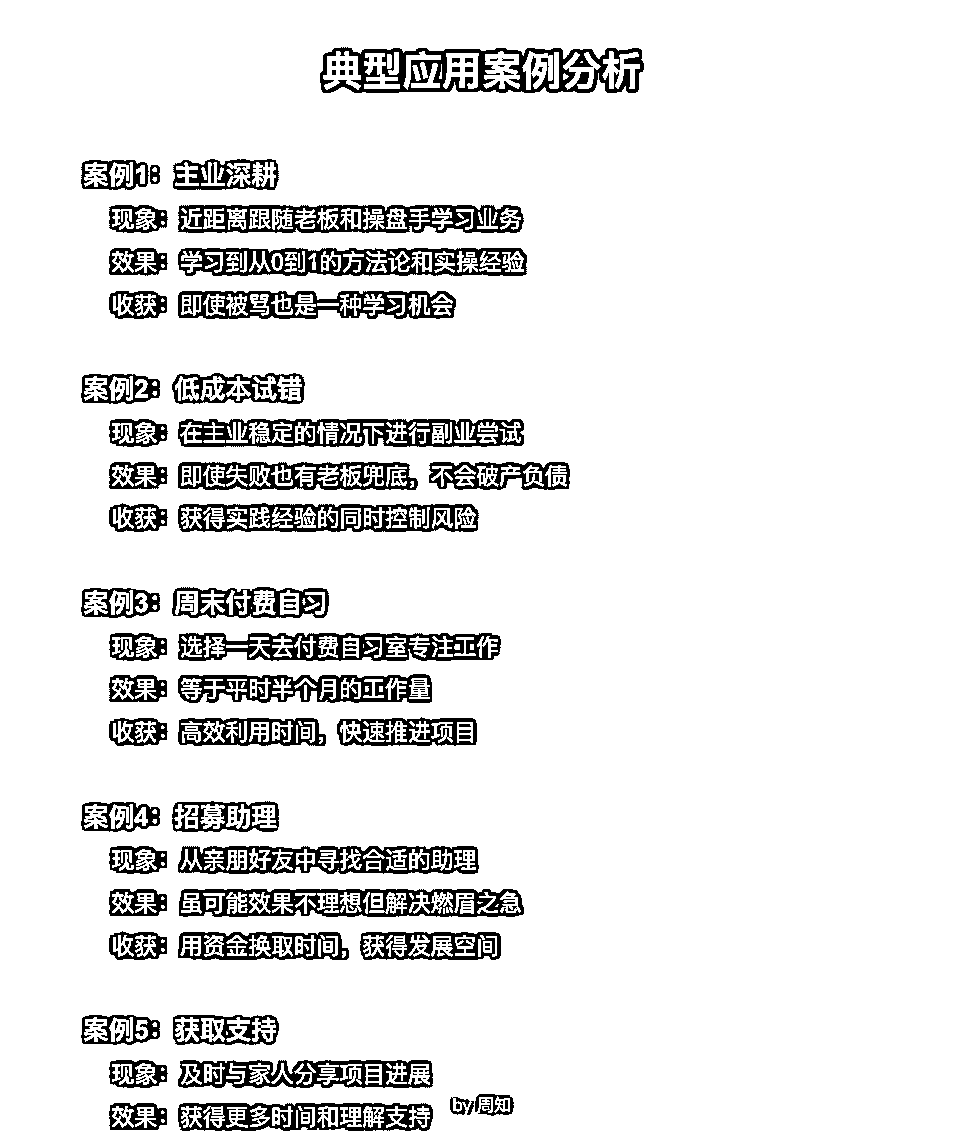 典型应用案例分析
案例1：主业深耕
现象：近距离跟随老板和操盘手学习业务
效果：学习到从0到1的方法论和实操经验
收获：即使被骂也是一种学习机会
案例2：低成本试错
现象：在主业稳定的情况下进行副业尝试
效果：即使失败也有老板兜底，不会破产负债
收获：获得实践经验的同时控制风险
案例3：周末付费自习
现象：选择一天去付费自习室专注工作
效果：等于平时半个月的工作量
收获：高效利用时间，快速推进项目
案例4：招募助理
现象：从亲朋好友中寻找合适的助理
效果：虽可能效果不理想但解决燃眉之急
收获：用资金换取时间，获得发展空间
案例5：获取支持
现象：及时与家人分享项目进展
效果：获得更多时间和理解支持
by 周知